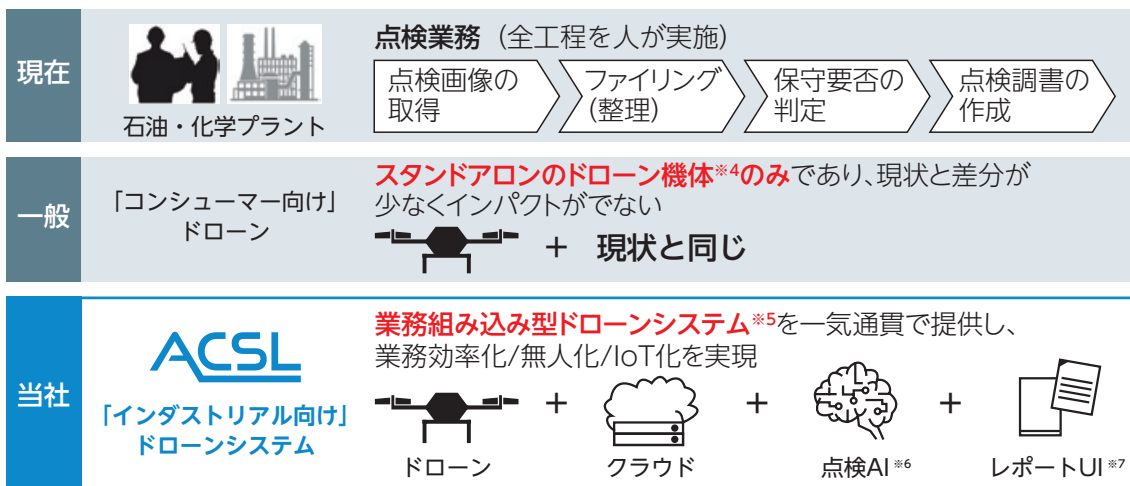 現在
石油・化学プラント
点検業務（全工程を人が実施）
点検画像の
取得
ファイリング
(整理)
保守要否の
判定
点検調書の
作成
一般
「コンシューマー向け」
ドローン
スタンドアロンのドローン機体※4のみであり、現状と差分が
少なくインパクトがでない
＋ 現状と同じ
当社
ACSL
「インダストリアル向け」
ドローンシステム
業務組み込み型ドローンシステム※5を一気通貫で提供し、
業務効率化/無人化/IoT化を実現
＋ ＋ ＋
ドローン
クラウド
点検AI※6
レポートUI※7